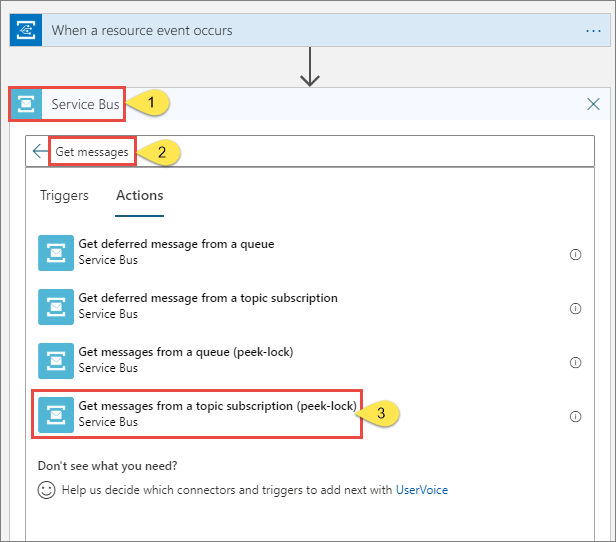 When a resource event occurs
...
Service Bus
1
Get messages
2
Triggers
Actions
Get deferred message from a queue
Service Bus
Get deferred message from a topic subscription
Service Bus
Get messages from a queue (peek-lock)
Service Bus
Get messages from a topic subscription (peek-lock)
3
Service Bus
Don't see what you need?
Help us decide which connectors and triggers to add next with UserVoice